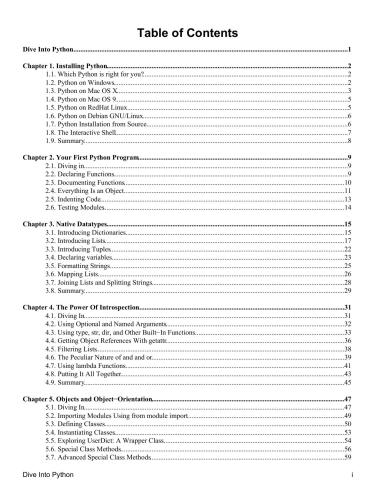 Table of Contents
Dive Into Python....................................................................................................1
Chapter 1. Installing Python....................................................................................................2
1.1. Which Python is right for you?....................................................................................................2
1.2. Python on Windows....................................................................................................2
1.3. Python on Mac OS X....................................................................................................3
1.4. Python on Mac OS 9....................................................................................................5
1.5. Python on RedHat Linux....................................................................................................5
1.6. Python on Debian GNU/Linux....................................................................................................6
1.7. Python Installation from Source....................................................................................................6
1.8. The Interactive Shell....................................................................................................7
1.9. Summary....................................................................................................8
Chapter 2. Your First Python Program....................................................................................................9
2.1. Diving in....................................................................................................9
2.2. Declaring Functions....................................................................................................9
2.3. Documenting Functions....................................................................................................10
2.4. Everything Is an Object....................................................................................................11
2.5. Indenting Code....................................................................................................13
2.6. Testing Modules....................................................................................................14
Chapter 3. Native Datatypes....................................................................................................15
3.1. Introducing Dictionaries....................................................................................................15
3.2. Introducing Lists....................................................................................................17
3.3. Introducing Tuples....................................................................................................22
3.4. Declaring variables....................................................................................................23
3.5. Formatting Strings....................................................................................................25
3.6. Mapping Lists....................................................................................................26
3.7. Joining Lists and Splitting Strings....................................................................................................28
3.8. Summary....................................................................................................29
Chapter 4. The Power Of Introspection....................................................................................................31
4.1. Diving In....................................................................................................31
4.2. Using Optional and Named Arguments....................................................................................................32
4.3. Using type, str, dir, and Other Built−In Functions....................................................................................................33
4.4. Getting Object References With getattr....................................................................................................36
4.5. Filtering Lists....................................................................................................38
4.6. The Peculiar Nature of and and or....................................................................................................39
4.7. Using lambda Functions....................................................................................................41
4.8. Putting It All Together....................................................................................................43
4.9. Summary....................................................................................................45
Chapter 5. Objects and Object−Orientation....................................................................................................47
5.1. Diving In....................................................................................................47
5.2. Importing Modules Using from module import....................................................................................................49
5.3. Defining Classes....................................................................................................50
5.4. Instantiating Classes....................................................................................................53
5.5. Exploring UserDict: A Wrapper Class....................................................................................................54
5.6. Special Class Methods....................................................................................................56
5.7. Advanced Special Class Methods....................................................................................................59
Dive Into Python i